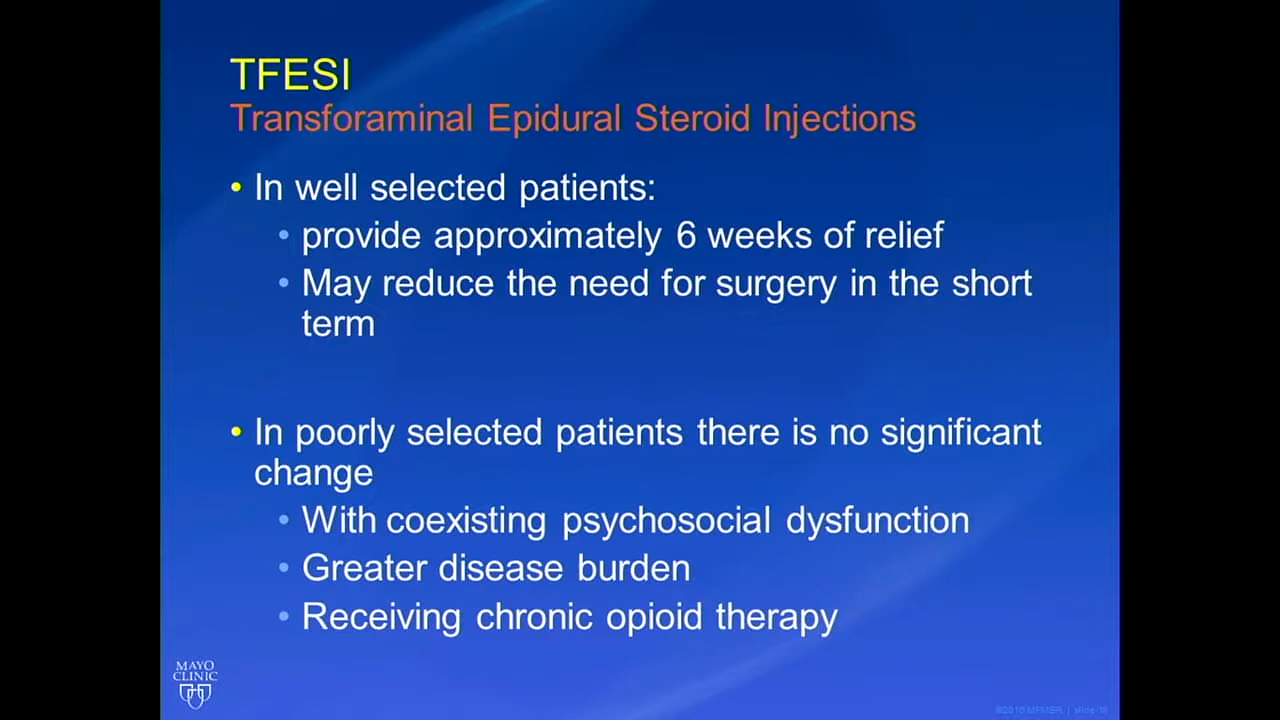 TFESI
Transforaminal Epidural Steroid Injections
• In well selected patients:
• provide approximately 6 weeks of relief
• May reduce the need for surgery in the short
term
• In poorly selected patients there is no significant
change
• With coexisting psychosocial dysfunction
• Greater disease burden
• Receiving chronic opioid therapy
MAYO
CLINIC
MFMER | slide-